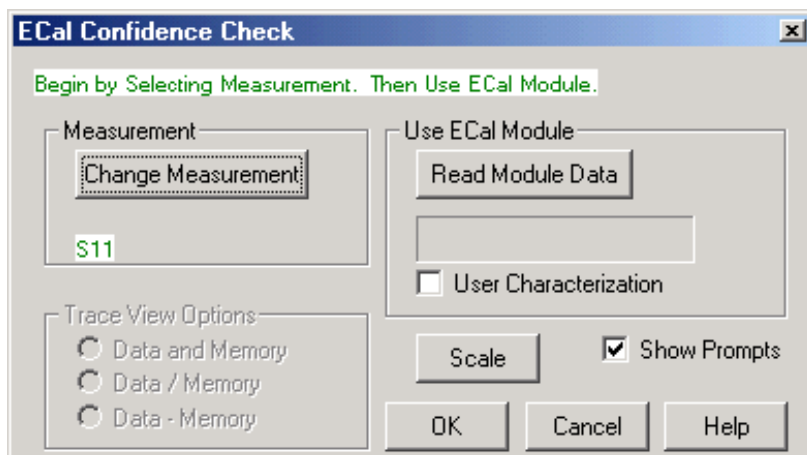 ECal Confidence Check
Begin by Selecting Measurement. Then Use ECal Module.
Measurement
Change Measurement
S11
Use ECal Module
Read Module Data
User Characterization
Trace View Options
Data and Memory
Data / Memory
Data - Memory
Scale
Show Prompts
OK
Cancel
Help